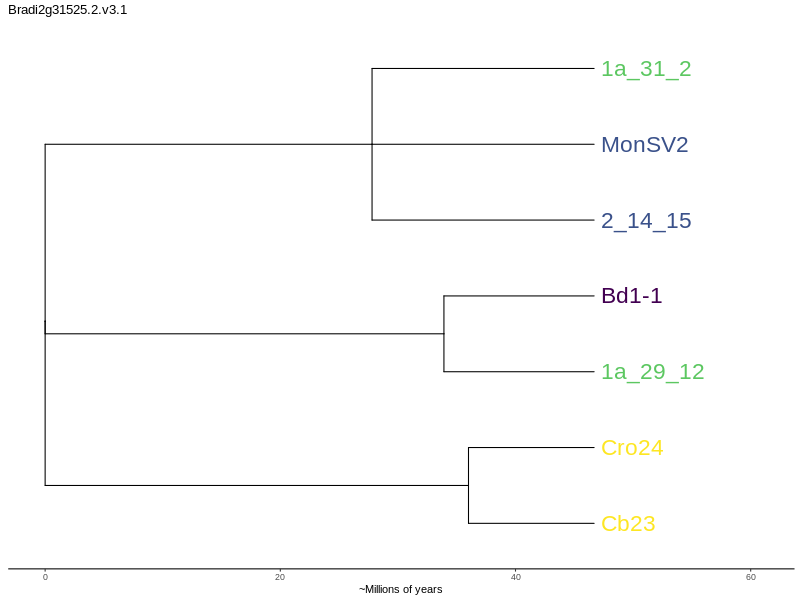 Bradi2g31525.2.v3.1
1a_31_2
MonSV2
2_14_15
Bd1-1
1a_29_12
Cro24
Cb23
0 20 40 60
~Millions of years